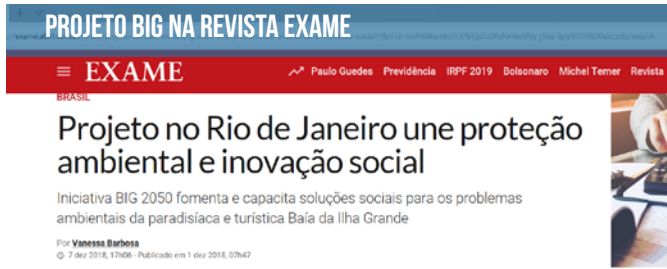 PROJETO BIG NA REVISTA EXAME
EXAME
Paulo Guedes Previdência IRPF 2019 Bolsonaro Michel Temer Revista
BRASIL
Projeto no Rio de Janeiro une proteção
ambiental e inovação social
Iniciativa BIG 2050 fomenta e capacita soluções sociais para os problemas
ambientais da paradisíaca e turística Baía da Ilha Grande
Por Vanessa Barbosa
7 dez 2018, 17h06 - Publicado em 1 dez 2018, 07h47